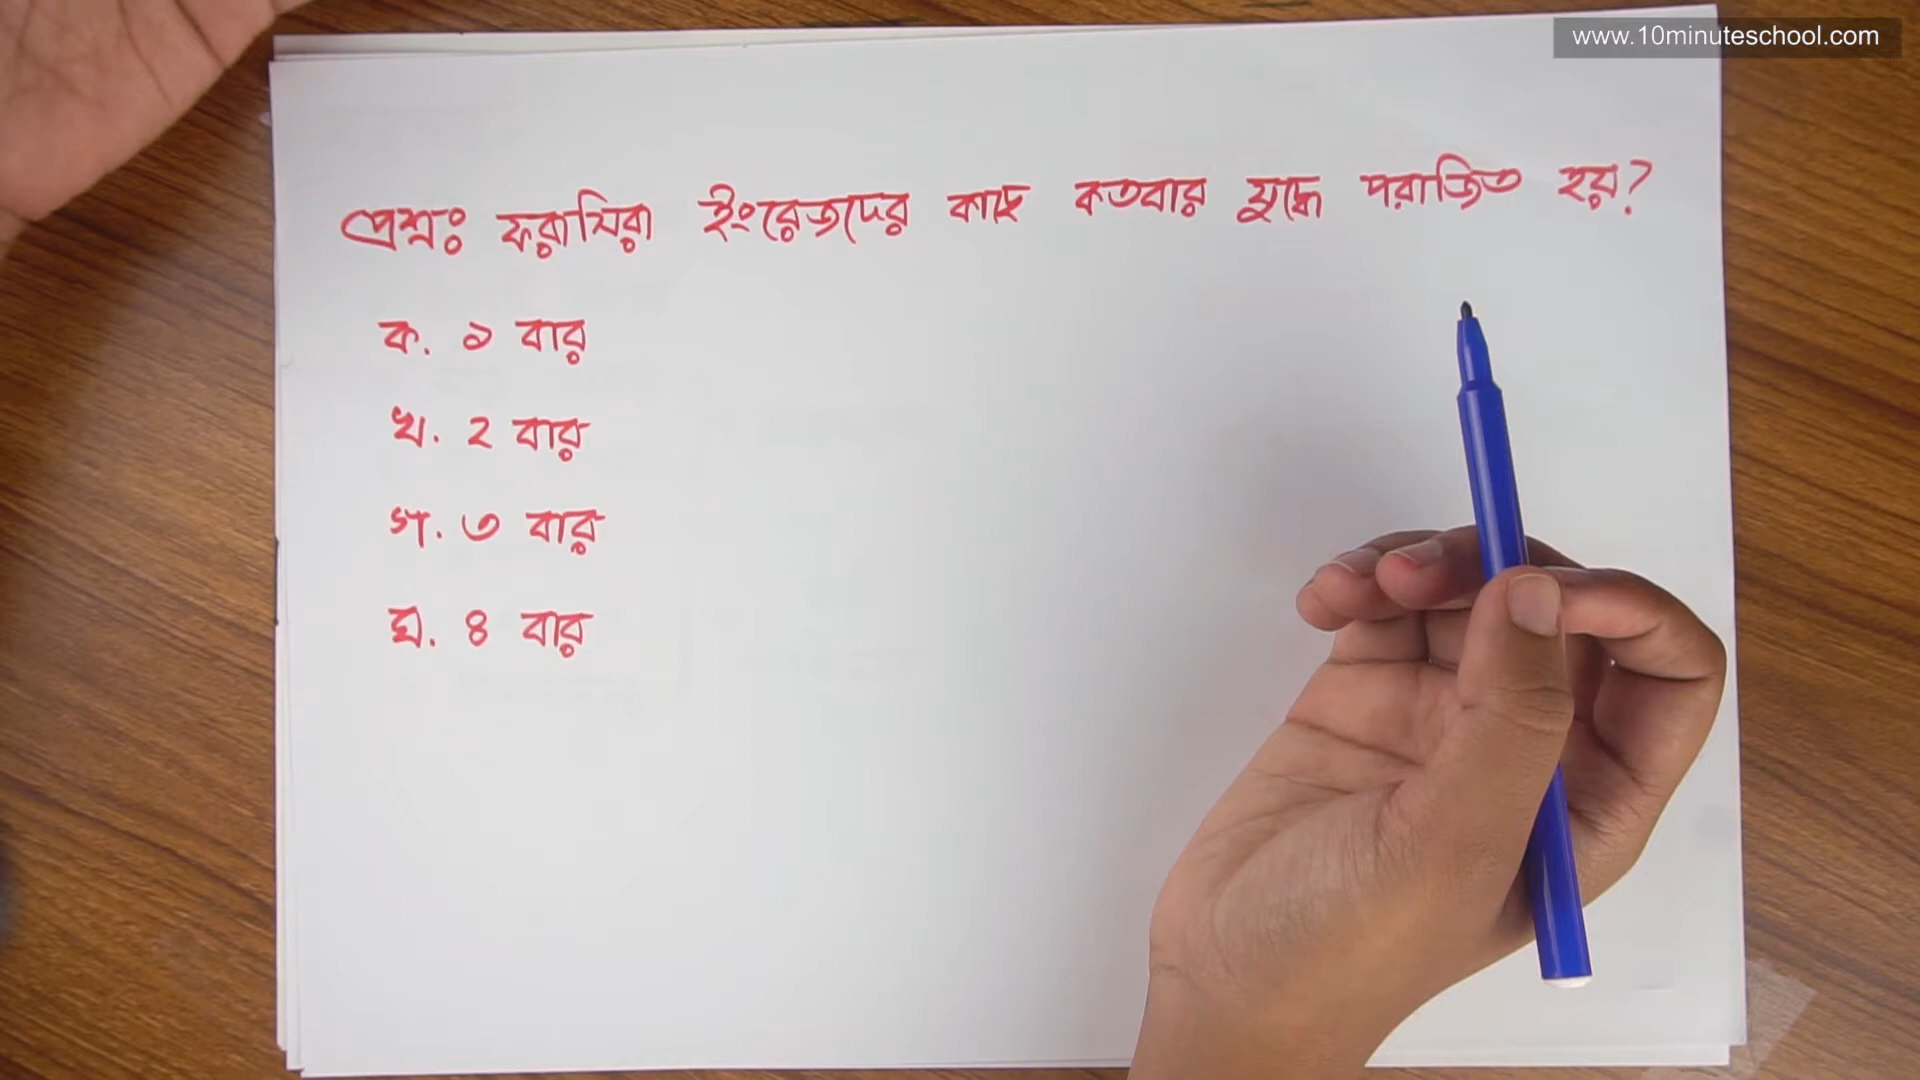 www.10minuteschool.com
প্রশ্নঃ ফরাসিরা ইংরেজদের কাছে কতবার যুদ্ধে পরাজিত হয়?
ক. ১ বার
খ. ২ বার
গ. ৩ বার
ঘ. ৪ বার